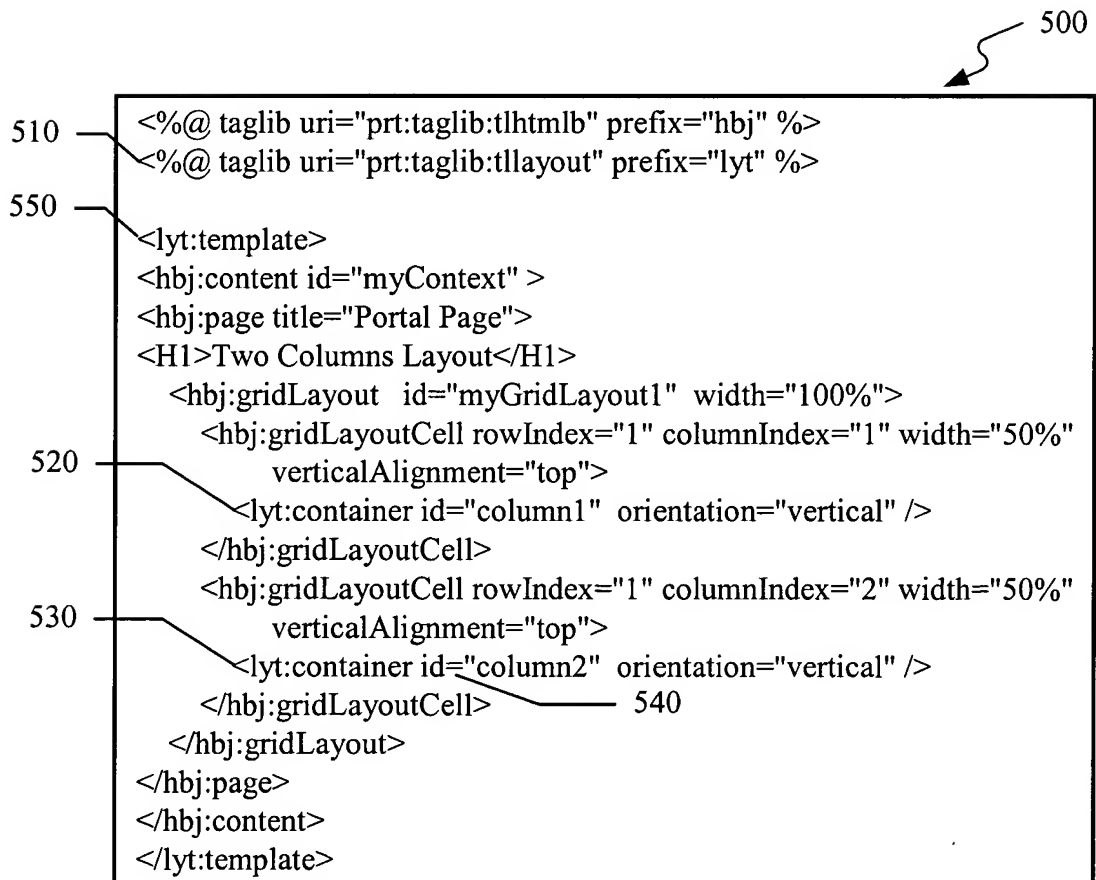 500
510
<%@ taglib uri="prt:taglib:tlhtmlb" prefix="hbj" %>
<%@ taglib uri="prt:taglib:tllayout" prefix="lyt" %>
550
<lyt:template>
<hbj:content id="myContext" >
<hbj:page title="Portal Page">
<H1>Two Columns Layout</H1>
<hbj:gridLayout id="myGridLayout1" width="100%">
<hbj:gridLayoutCell rowIndex="1" columnIndex="1" width="50%"
520
verticalAlignment="top">
<lyt:container id="column1" orientation="vertical" />
</hbj:gridLayoutCell>
<hbj:gridLayoutCell rowIndex="1" columnIndex="2" width="50%"
530
verticalAlignment="top">
<lyt:container id="column2" orientation="vertical" />
</hbj:gridLayoutCell>
540
</hbj:gridLayout>
</hbj:page>
</hbj:content>
</lyt:template>